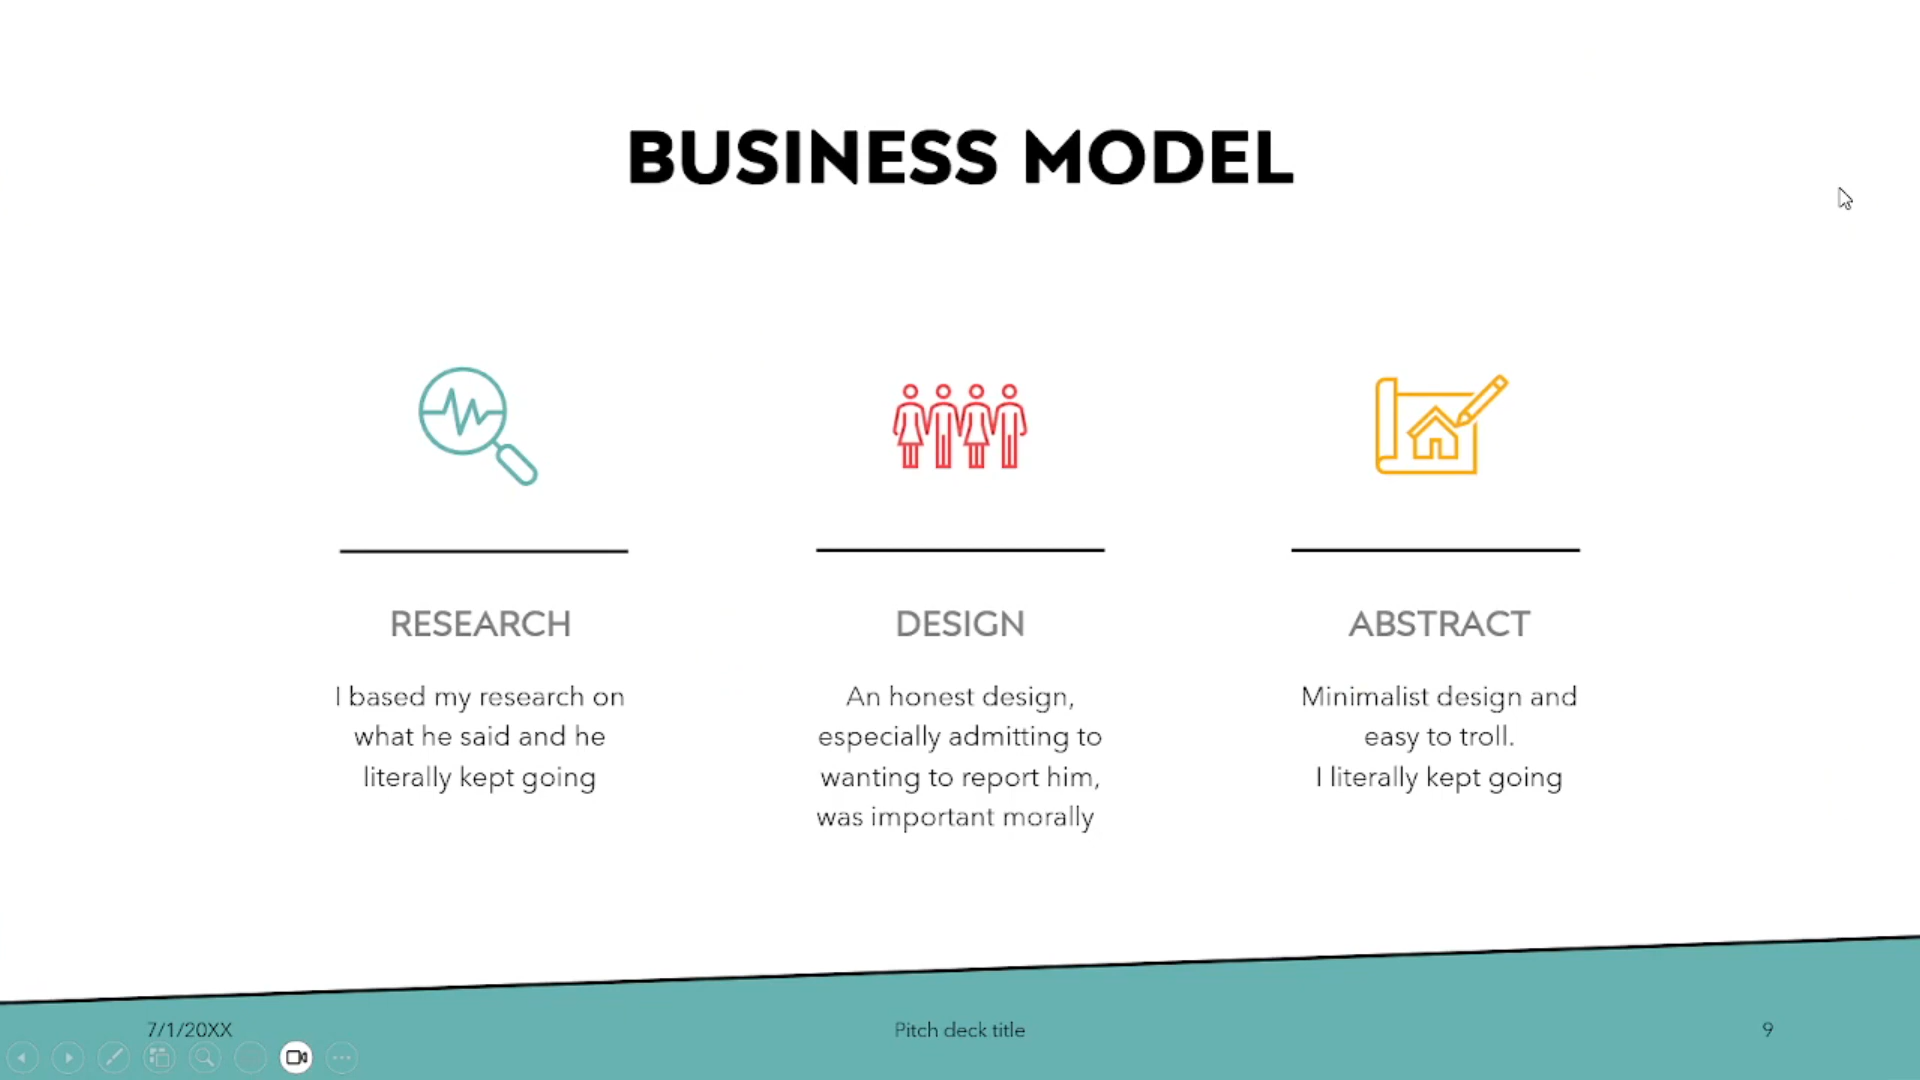 BUSINESS MODEL
RESEARCH
I based my research on
what he said and he
literally kept going
DESIGN
An honest design,
especially admitting to
wanting to report him,
was important morally
ABSTRACT
Minimalist design and
easy to troll.
I literally kept going
7/1/20XX
Pitch deck title
9